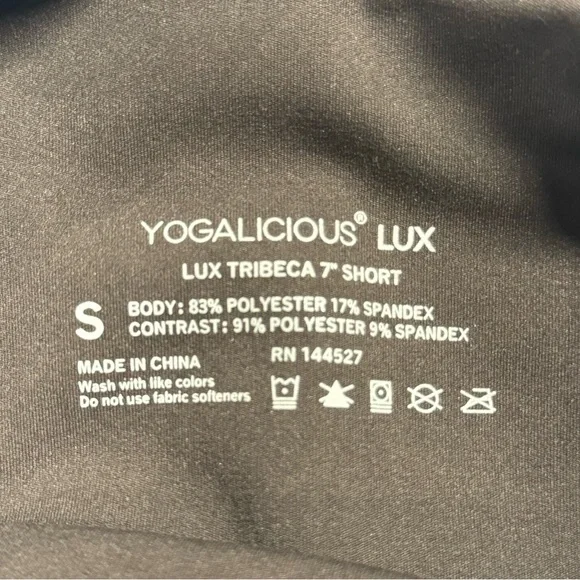 YOGALICIOUS® LUX
LUX TRIBECA 7" SHORT
S
BODY: 83% POLYESTER 17% SPANDEX
CONTRAST: 91% POLYESTER 9% SPANDEX
MADE IN CHINA
RN 144527
Wash with like colors
Do not use fabric softeners